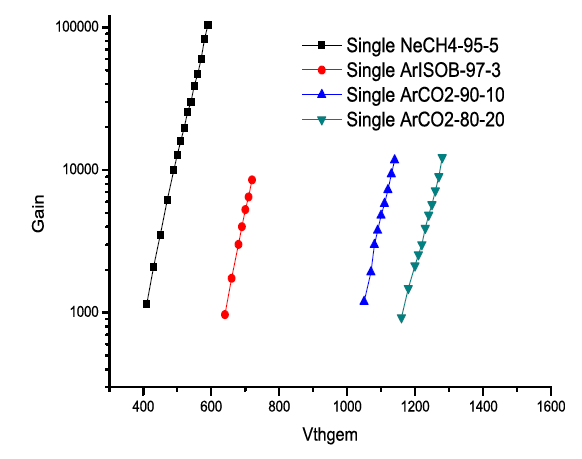 100000
10000
1000
Gain
Single NeCH4-95-5
Single ArISOB-97-3
Single ArCO2-90-10
Single ArCO2-80-20
400 600 800 1000 1200 1400 1600
Vthgem